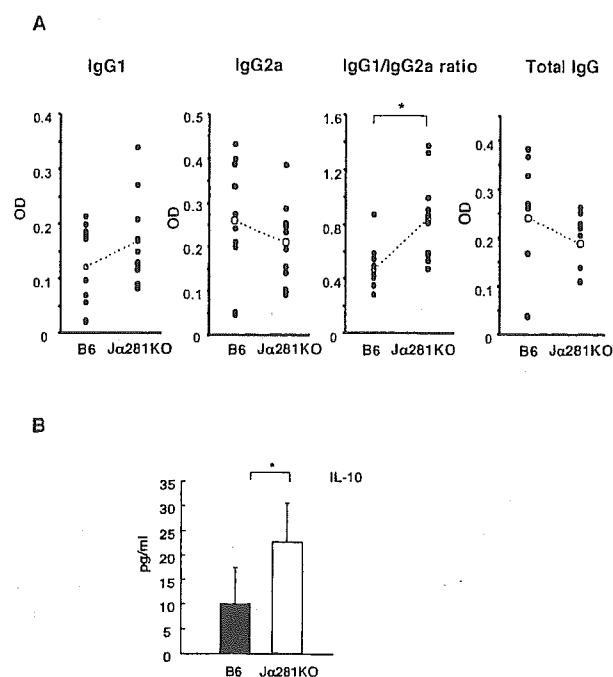 A
IgG1 IgG2a IgG1/IgG2a ratio Total IgG
0.4 0.5 1.6 0.4
* 
0.4
0.3 1.2 0.3
0.3
OD 0.2 OD 0.8 OD 0.2
0.2
0.1 0.4 0.1
0.1
0 0 0 0
B6 Jα281KO B6 Jα281KO B6 Jα281KO B6 Jα281KO
B
* IL-10
35
30
25
pg/ml 20
15
10
5
0
B6 Jα281KO